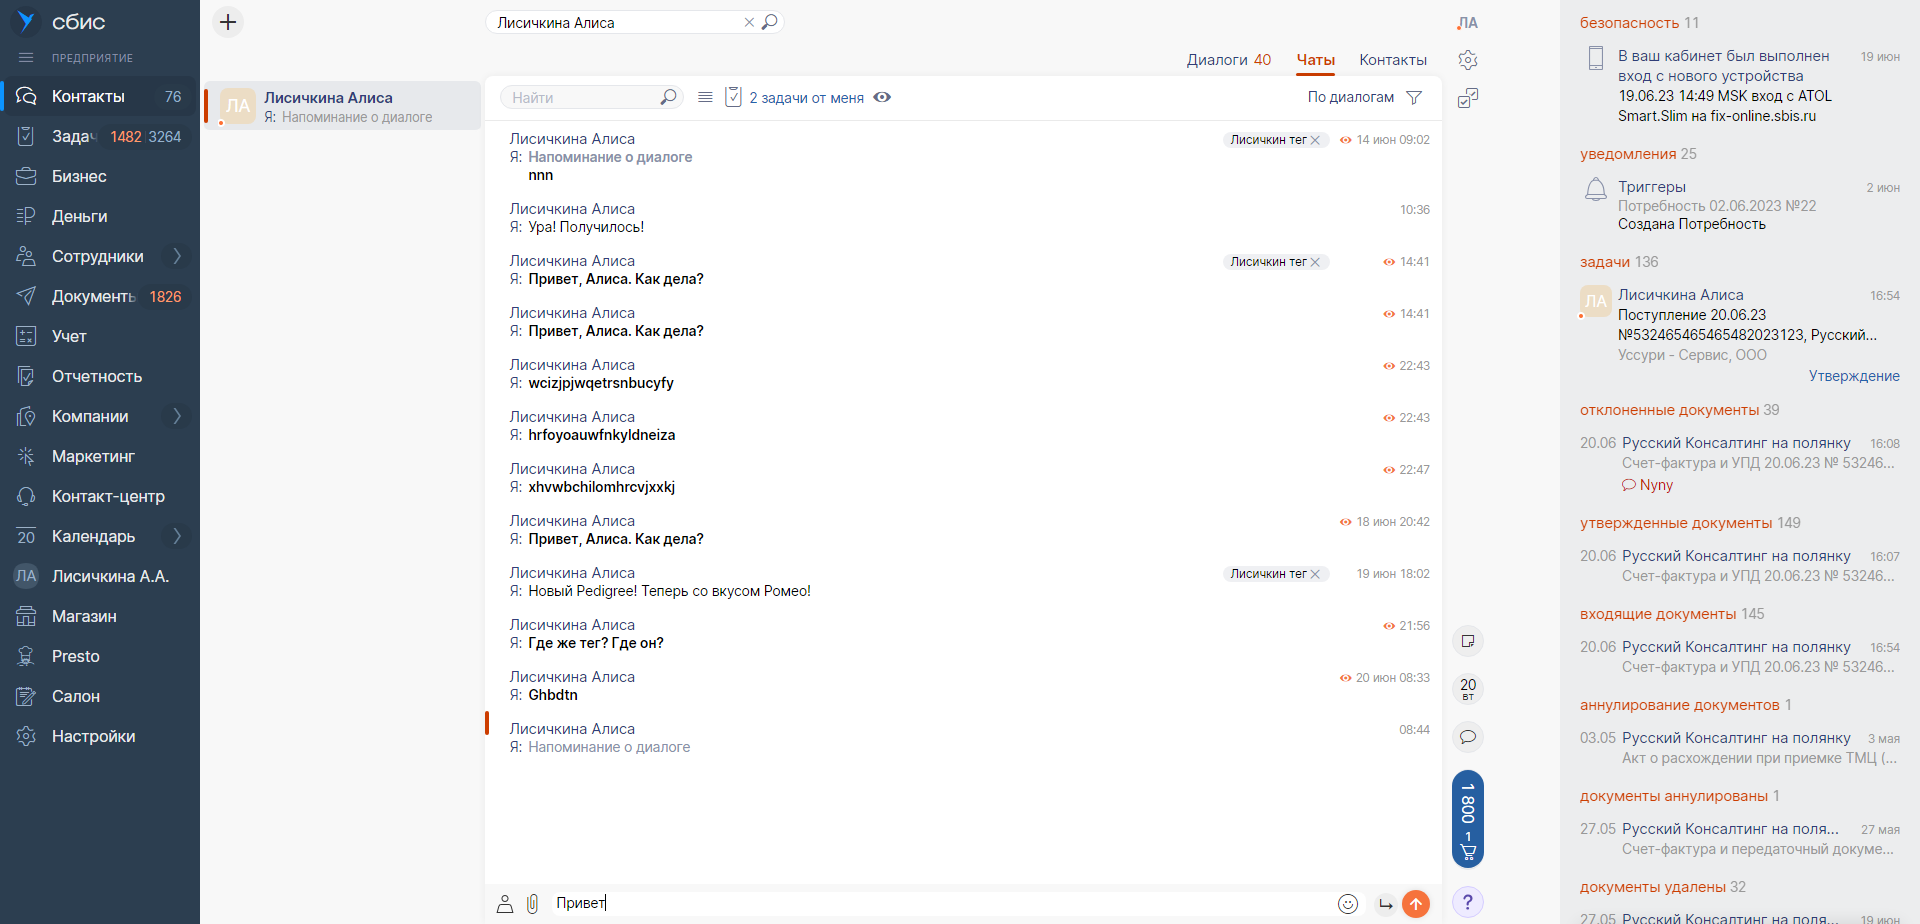 сбис
ПРЕДПРИЯТИЕ
Контакты 76
Задач 1482 3264
Бизнес
Деньги
Сотрудники
Документы 1826
Учет
Отчетность
Компании
Маркетинг
Контакт-центр
20 Календарь
ЛА Лисичкина А.А.
Магазин
Presto
Салон
Настройки
Лисичкина Алиса
Диалоги 40 Чаты Контакты
ЛА Лисичкина Алиса
Я: Напоминание о диалоге
Найти 2 задачи от меня По диалогам
Лисичкина Алиса Лисичкин тег 14 июн 09:02
Я: Напоминание о диалоге
nnn
Лисичкина Алиса 10:36
Я: Ура! Получилось!
Лисичкина Алиса Лисичкин тег 14:41
Я: Привет, Алиса. Как дела?
Лисичкина Алиса 14:41
Я: Привет, Алиса. Как дела?
Лисичкина Алиса 22:43
Я: wcizjpjwqetrsnbucyfy
Лисичкина Алиса 22:43
Я: hrfoyoauwfnkyldneiza
Лисичкина Алиса 22:47
Я: xhvwbchilomhrcvjxxkj
Лисичкина Алиса 18 июн 20:42
Я: Привет, Алиса. Как дела?
Лисичкина Алиса Лисичкин тег 19 июн 18:02
Я: Новый Pedigree! Теперь со вкусом Ромео!
Лисичкина Алиса 21:56
Я: Где же тег? Где он?
Лисичкина Алиса 20 июн 08:33
Я: Ghbdtn
Лисичкина Алиса 08:44
Я: Напоминание о диалоге
Привет
ЛА
20
ВТ
1 800
1
?
безопасность 11
В ваш кабинет был выполнен 19 июн
вход с нового устройства
19.06.23 14:49 MSK вход с ATOL
Smart.Slim на fix-online.sbis.ru
уведомления 25
Триггеры 2 июн
Потребность 02.06.2023 №22
Создана Потребность
задачи 136
ЛА Лисичкина Алиса 16:54
Поступление 20.06.23
№532465465465482023123, Русский...
Уссури - Сервис, ООО
Утверждение
отклоненные документы 39
20.06 Русский Консалтинг на полянку 16:08
Счет-фактура и УПД 20.06.23 № 53246...
Nyny
утвержденные документы 149
20.06 Русский Консалтинг на полянку 16:07
Счет-фактура и УПД 20.06.23 № 53246...
входящие документы 145
20.06 Русский Консалтинг на полянку 16:54
Счет-фактура и УПД 20.06.23 № 53246...
аннулирование документов 1
03.05 Русский Консалтинг на полянку 3 мая
Акт о расхождении при приемке ТМЦ (...
документы аннулированы 1
27.05 Русский Консалтинг на поля... 27 мая
Счет-фактура и передаточный докуме...
документы удалены 32
27.05 Русский Консалтинг на поля... 19 июн